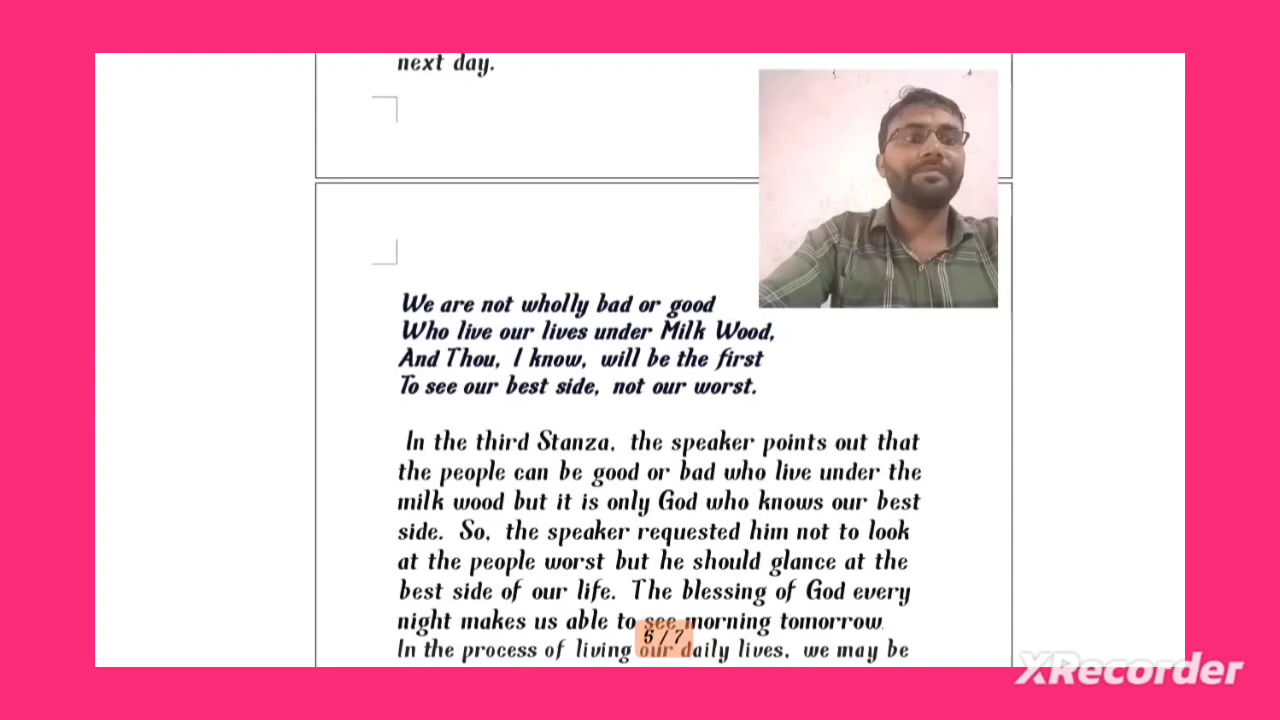 next day.
We are not wholly bad or good
Who live our lives under Milk Wood,
And Thou, I know, will be the first
To see our best side, not our worst.
In the third Stanza, the speaker points out that
the people can be good or bad who live under the
milk wood but it is only God who knows our best
side. So, the speaker requested him not to look
at the people worst but he should glance at the
best side of our life. The blessing of God every
night makes us able to see morning tomorrow.
5 / 7
In the process of living our daily lives, we may be
XRecorder